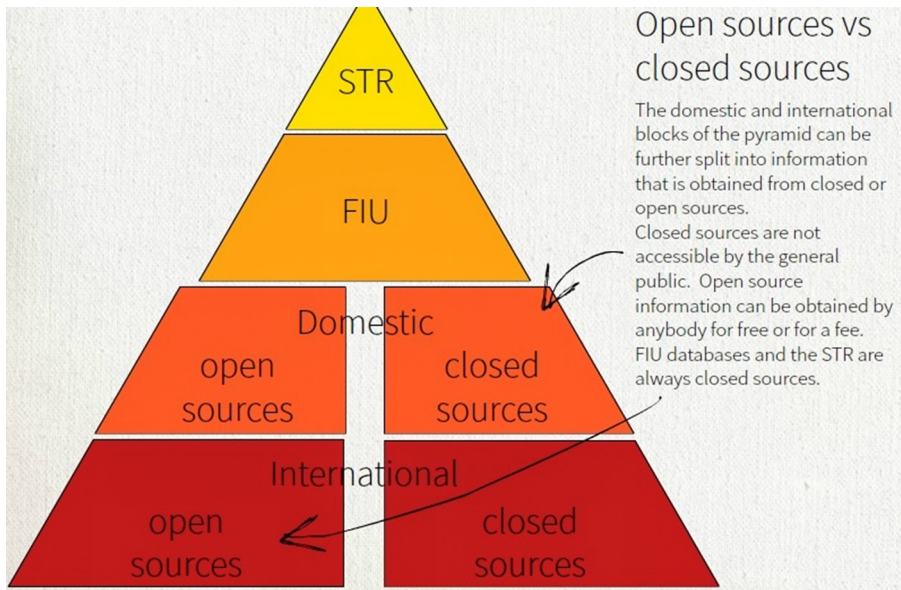 STR
FIU
Domestic
open
sources
closed
sources
International
open
sources
closed
sources
Open sources vs
closed sources
The domestic and international
blocks of the pyramid can be
further split into information
that is obtained from closed or
open sources.
Closed sources are not
accessible by the general
public.  Open source
information can be obtained by
anybody for free or for a fee.
FIU databases and the STR are
always closed sources.